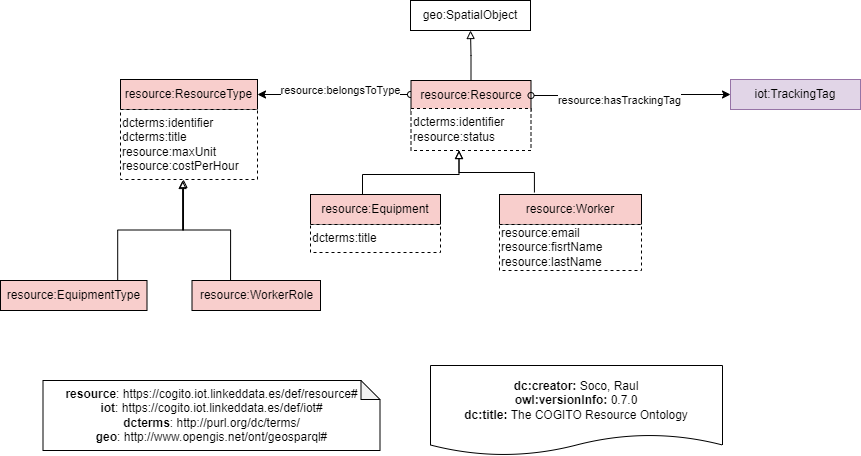 geo:SpatialObject
resource:ResourceType
resource:belongsToType
resource:Resource
resource:hasTrackingTag
iot:TrackingTag
dcterms:identifier
dcterms:title
resource:maxUnit
resource:costPerHour
dcterms:identifier
resource:status
resource:Equipment
dcterms:title
resource:Worker
resource:email
resource:fisrtName
resource:lastName
resource:EquipmentType
resource:WorkerRole
resource: https://cogito.iot.linkeddata.es/def/resource#
iot: https://cogito.iot.linkeddata.es/def/iot#
dcterms: http://purl.org/dc/terms/
geo: http://www.opengis.net/ont/geosparql#
dc:creator: Soco, Raul
owl:versionInfo: 0.7.0
dc:title: The COGITO Resource Ontology